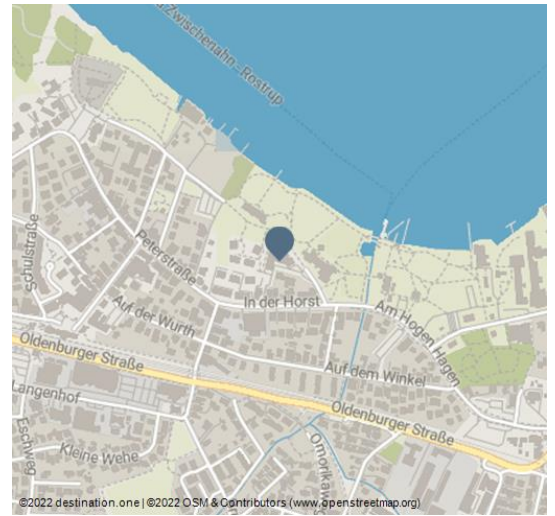 Zwischenahn - Rostrup
Schulstraße
Peterstraße
In der Horst
Auf der Wurth
Am Hogen Hagen
Oldenburger Straße
Auf dem Winkel
Langenhof
Oldenburger Straße
Eschweg
Kleine Wehe
©2022 destination.one | ©2022 OSM & Contributors (www.openstreetmap.org)